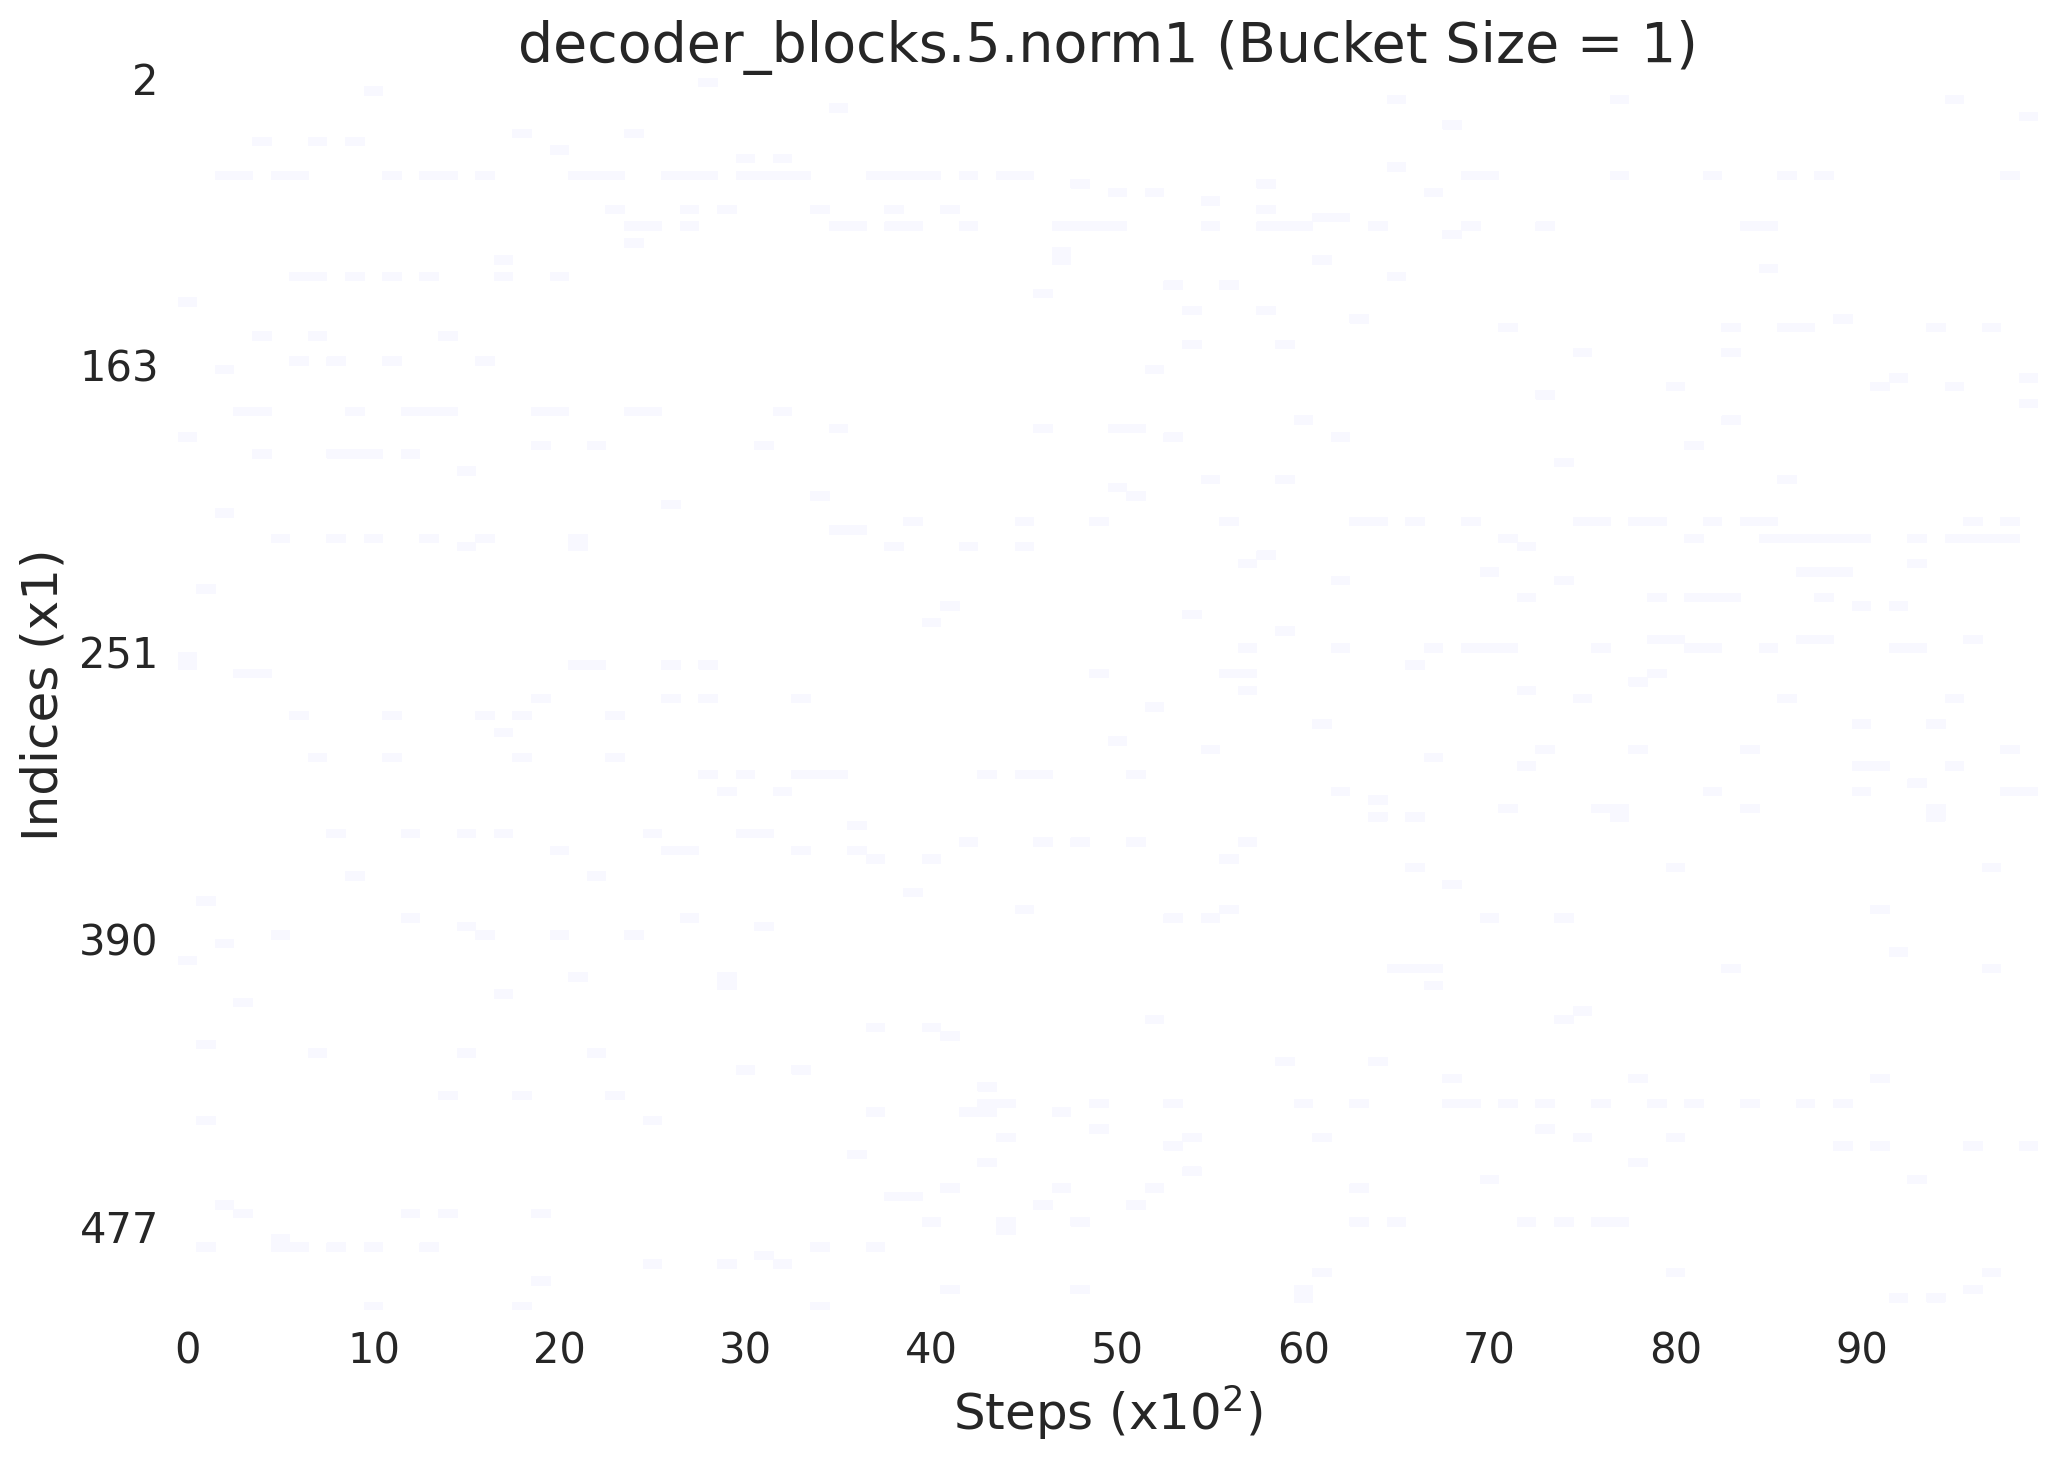 decoder_blocks.5.norm1 (Bucket Size = 1)
2
163
251
390
477
Indices (x1)
0 10 20 30 40 50 60 70 80 90
Steps (x10²)